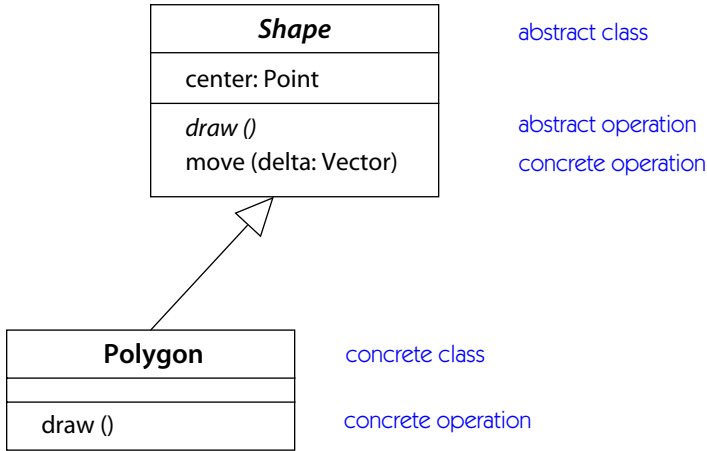 Shape
abstract class
center: Point
draw ()
abstract operation
move (delta: Vector)
concrete operation
Polygon
concrete class
draw ()
concrete operation